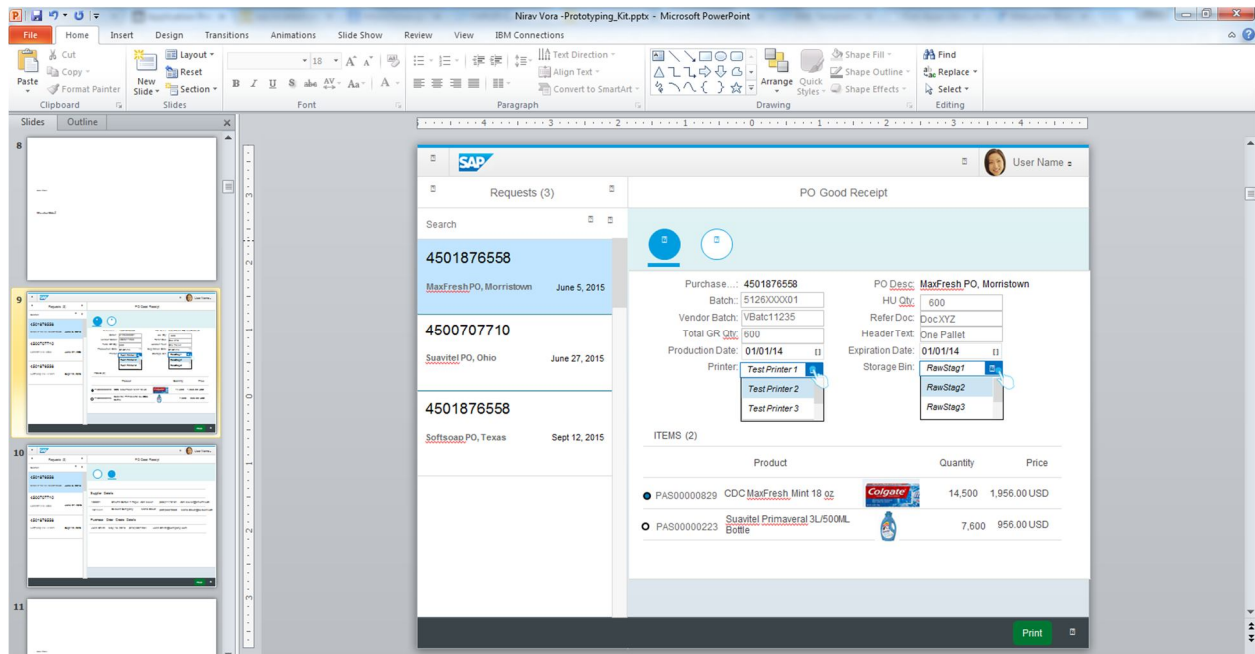 Nirav Vora -Prototyping_Kit.pptx - Microsoft PowerPoint
File Home Insert Design Transitions Animations Slide Show Review View IBM Connections
Paste
Cut
Copy
Format Painter
Clipboard
New Slide
Layout
Reset
Section
Slides
18
Font
Text Direction
Align Text
Convert to SmartArt
Paragraph
Arrange
Quick Styles
Shape Fill
Shape Outline
Shape Effects
Drawing
Find
Replace
Select
Editing
Slides Outline
8
9
10
11
SAP
User Name
Requests (3)
PO Good Receipt
Search
4501876558
MaxFresh PO, Morristown June 5, 2015
4500707710
Suavitel PO, Ohio June 27, 2015
4501876558
Softsoap PO, Texas Sept 12, 2015
Purchase...: 4501876558 PO Desc: MaxFresh PO, Morristown
Batch:: 5126XXXX01 HU Qty: 600
Vendor Batch: VBatc11235 Refer Doc: DocXYZ
Total GR Qty: 600 Header Text: One Pallet
Production Date: 01/01/14 Expiration Date: 01/01/14
Printer: Test Printer 1 Storage Bin: RawStag1
Test Printer 2 RawStag2
Test Printer 3 RawStag3
ITEMS (2)
Product Quantity Price
PAS00000829 CDC MaxFresh Mint 18 oz Colgate 14,500 1,956.00 USD
PAS00000223 Suavitel Primaveral 3L/500ML Bottle 7,600 956.00 USD
Print